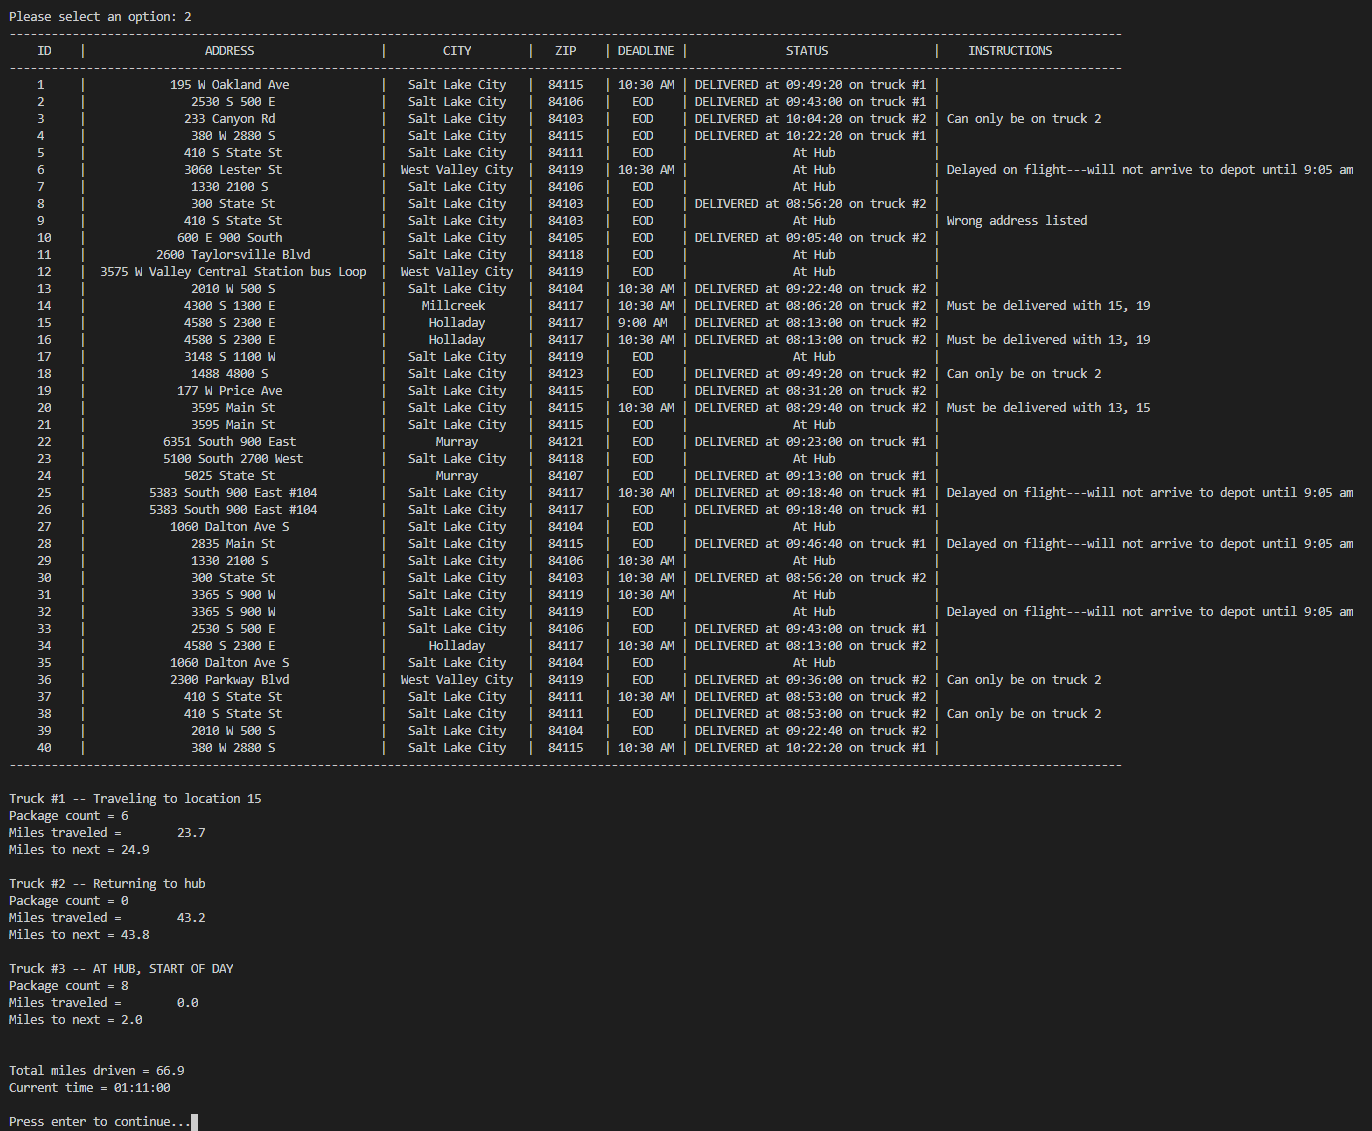 Please select an option: 2
--------------------------------------------------------------------------------
ID | ADDRESS | CITY | ZIP | DEADLINE | STATUS | INSTRUCTIONS
--------------------------------------------------------------------------------
1 | 195 W Oakland Ave | Salt Lake City | 84115 | 10:30 AM | DELIVERED at 09:49:20 on truck #1 |
2 | 2530 S 500 E | Salt Lake City | 84106 | EOD | DELIVERED at 09:43:00 on truck #1 |
3 | 233 Canyon Rd | Salt Lake City | 84103 | EOD | DELIVERED at 10:04:20 on truck #2 | Can only be on truck 2
4 | 380 W 2880 S | Salt Lake City | 84115 | EOD | DELIVERED at 10:22:20 on truck #1 |
5 | 410 S State St | Salt Lake City | 84111 | EOD | At Hub |
6 | 3060 Lester St | West Valley City | 84119 | 10:30 AM | At Hub | Delayed on flight---will not arrive to depot until 9:05 am
7 | 1330 2100 S | Salt Lake City | 84106 | EOD | At Hub |
8 | 300 State St | Salt Lake City | 84103 | EOD | DELIVERED at 08:56:20 on truck #2 |
9 | 410 S State St | Salt Lake City | 84103 | EOD | At Hub | Wrong address listed
10 | 600 E 900 South | Salt Lake City | 84105 | EOD | DELIVERED at 09:05:40 on truck #2 |
11 | 2600 Taylorsville Blvd | Salt Lake City | 84118 | EOD | At Hub |
12 | 3575 W Valley Central Station bus Loop | West Valley City | 84119 | EOD | At Hub |
13 | 2010 W 500 S | Salt Lake City | 84104 | 10:30 AM | DELIVERED at 09:22:40 on truck #2 |
14 | 4300 S 1300 E | Millcreek | 84117 | 10:30 AM | DELIVERED at 08:06:20 on truck #2 | Must be delivered with 15, 19
15 | 4580 S 2300 E | Holladay | 84117 | 9:00 AM | DELIVERED at 08:13:00 on truck #2 |
16 | 4580 S 2300 E | Holladay | 84117 | 10:30 AM | DELIVERED at 08:13:00 on truck #2 | Must be delivered with 13, 19
17 | 3148 S 1100 W | Salt Lake City | 84119 | EOD | At Hub |
18 | 1488 4800 S | Salt Lake City | 84123 | EOD | DELIVERED at 09:49:20 on truck #2 | Can only be on truck 2
19 | 177 W Price Ave | Salt Lake City | 84115 | EOD | DELIVERED at 08:31:20 on truck #2 |
20 | 3595 Main St | Salt Lake City | 84115 | 10:30 AM | DELIVERED at 08:29:40 on truck #2 | Must be delivered with 13, 15
21 | 3595 Main St | Salt Lake City | 84115 | EOD | At Hub |
22 | 6351 South 900 East | Murray | 84121 | EOD | DELIVERED at 09:23:00 on truck #1 |
23 | 5100 South 2700 West | Salt Lake City | 84118 | EOD | At Hub |
24 | 5025 State St | Murray | 84107 | EOD | DELIVERED at 09:13:00 on truck #1 |
25 | 5383 South 900 East #104 | Salt Lake City | 84117 | 10:30 AM | DELIVERED at 09:18:40 on truck #1 | Delayed on flight---will not arrive to depot until 9:05 am
26 | 5383 South 900 East #104 | Salt Lake City | 84117 | EOD | DELIVERED at 09:18:40 on truck #1 |
27 | 1060 Dalton Ave S | Salt Lake City | 84104 | EOD | At Hub |
28 | 2835 Main St | Salt Lake City | 84115 | EOD | DELIVERED at 09:46:40 on truck #1 | Delayed on flight---will not arrive to depot until 9:05 am
29 | 1330 2100 S | Salt Lake City | 84106 | 10:30 AM | At Hub |
30 | 300 State St | Salt Lake City | 84103 | 10:30 AM | DELIVERED at 08:56:20 on truck #2 |
31 | 3365 S 900 W | Salt Lake City | 84119 | 10:30 AM | At Hub |
32 | 3365 S 900 W | Salt Lake City | 84119 | EOD | At Hub | Delayed on flight---will not arrive to depot until 9:05 am
33 | 2530 S 500 E | Salt Lake City | 84106 | EOD | DELIVERED at 09:43:00 on truck #1 |
34 | 4580 S 2300 E | Holladay | 84117 | 10:30 AM | DELIVERED at 08:13:00 on truck #2 |
35 | 1060 Dalton Ave S | Salt Lake City | 84104 | EOD | At Hub |
36 | 2300 Parkway Blvd | West Valley City | 84119 | EOD | DELIVERED at 09:36:00 on truck #2 | Can only be on truck 2
37 | 410 S State St | Salt Lake City | 84111 | 10:30 AM | DELIVERED at 08:53:00 on truck #2 |
38 | 410 S State St | Salt Lake City | 84111 | EOD | DELIVERED at 08:53:00 on truck #2 | Can only be on truck 2
39 | 2010 W 500 S | Salt Lake City | 84104 | EOD | DELIVERED at 09:22:40 on truck #2 |
40 | 380 W 2880 S | Salt Lake City | 84115 | 10:30 AM | DELIVERED at 10:22:20 on truck #1 |
--------------------------------------------------------------------------------
Truck #1 -- Traveling to location 15
Package count = 6
Miles traveled = 23.7
Miles to next = 24.9
Truck #2 -- Returning to hub
Package count = 0
Miles traveled = 43.2
Miles to next = 43.8
Truck #3 -- AT HUB, START OF DAY
Package count = 8
Miles traveled = 0.0
Miles to next = 2.0
Total miles driven = 66.9
Current time = 01:11:00
Press enter to continue...